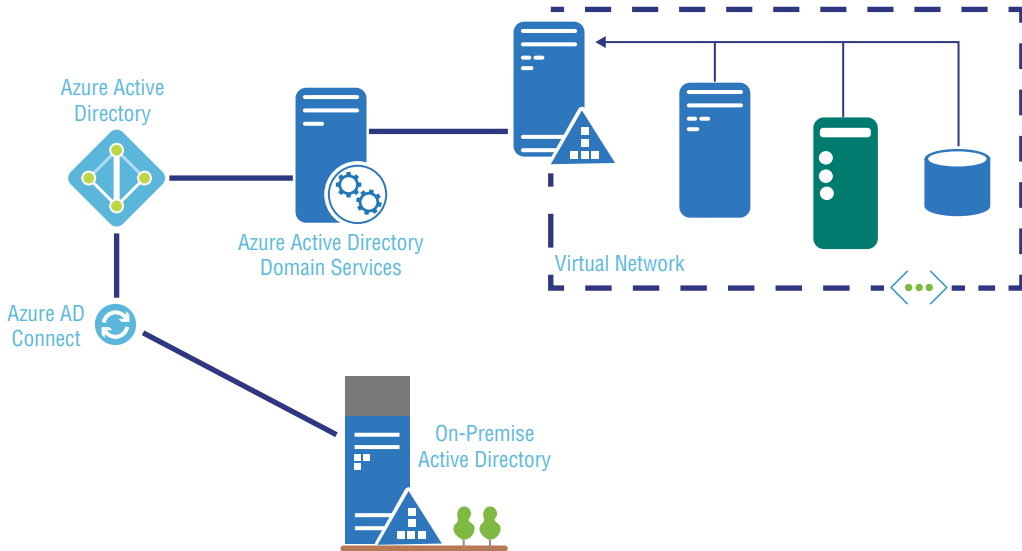 Azure Active
Directory
Azure Active Directory
Domain Services
Virtual Network
Azure AD
Connect
On-Premise
Active Directory